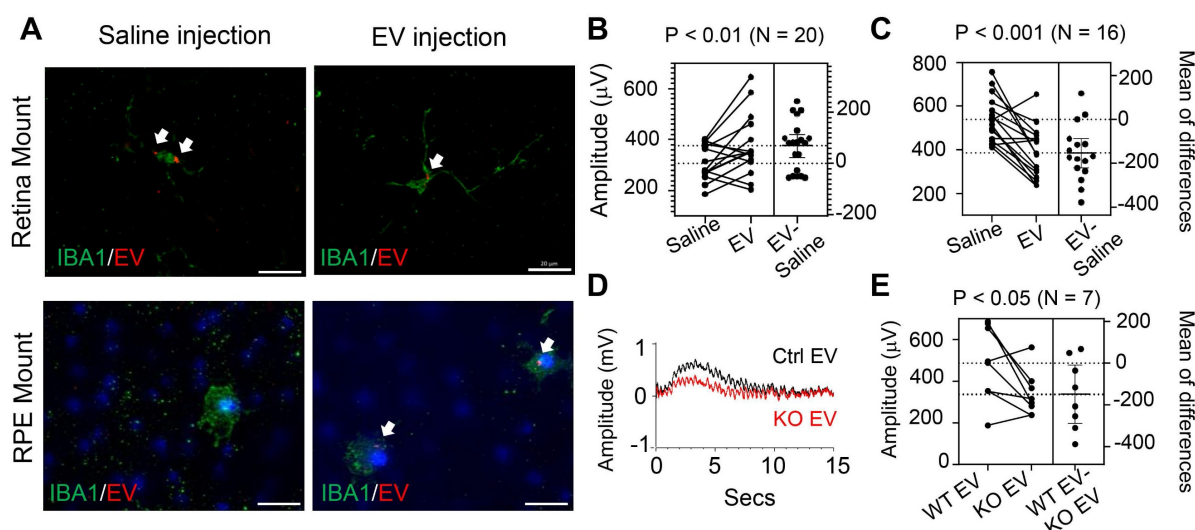 A
Saline injection
EV injection
Retina Mount
IBA1/EV
IBA1/EV
20 µm
RPE Mount
IBA1/EV
IBA1/EV
B
P < 0.01 (N = 20)
Amplitude (µV)
600
400
200
200
100
0
-100
-200
Saline
EV
EV-
Saline
C
P < 0.001 (N = 16)
800
600
400
200
200
0
-200
-400
Mean of differences
Saline
EV
EV-
Saline
D
Amplitude (mV)
1
0
-1
Ctrl EV
KO EV
0
5
10
15
Secs
E
P < 0.05 (N = 7)
Amplitude (µV)
600
400
200
0
200
0
-200
-400
Mean of differences
WT EV
KO EV
WT EV-
KO EV